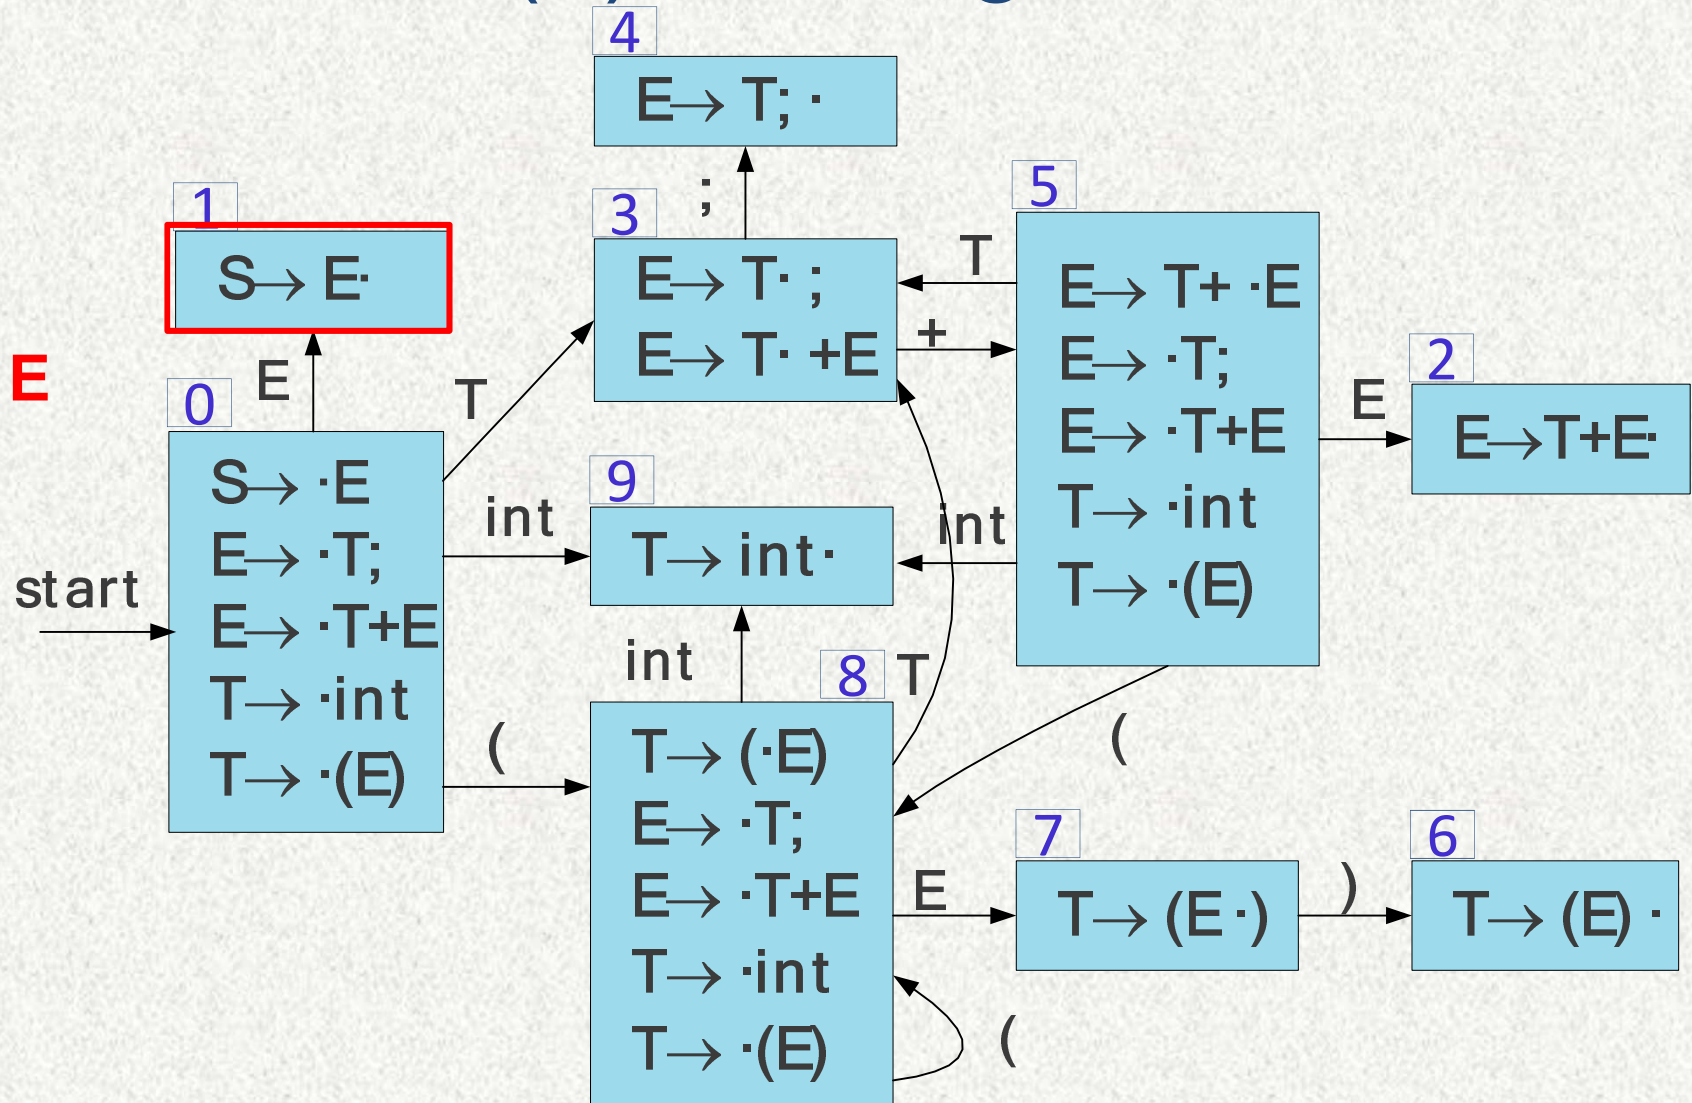 4
E→ T; ·
;
1
S→ E·
3
E→ T· ;
E→ T· +E
T
+
5
E→ T+ ·E
E→ ·T;
E→ ·T+E
T→ ·int
T→ ·(E)
E
2
E→T+E·
E
E
T
0
S→ ·E
E→ ·T;
E→ ·T+E
T→ ·int
T→ ·(E)
start
int
(
9
T→ int·
int
int
8
T
T→ (·E)
E→ ·T;
E→ ·T+E
T→ ·int
T→ ·(E)
(
E
7
T→ (E ·)
)
6
T→ (E) ·
(